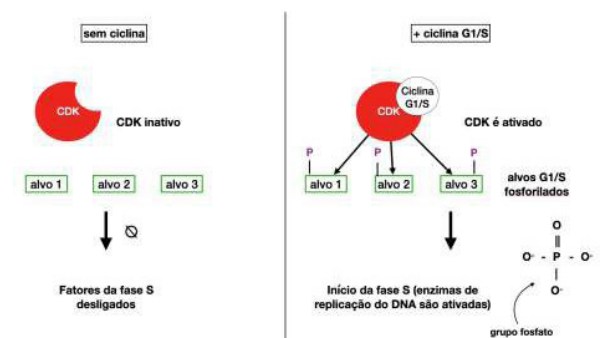 sem ciclina
CDK
CDK inativo
alvo 1
alvo 2
alvo 3
Fatores da fase S
desligados
+ ciclina G1/S
Ciclina
G1/S
CDK
CDK é ativado
P
P
P
alvo 1
alvo 2
alvo 3
alvos G1/S
fosforilados
Início da fase S (enzimas de
replicação do DNA são ativadas)
O
O- - P - O-
O-
grupo fosfato